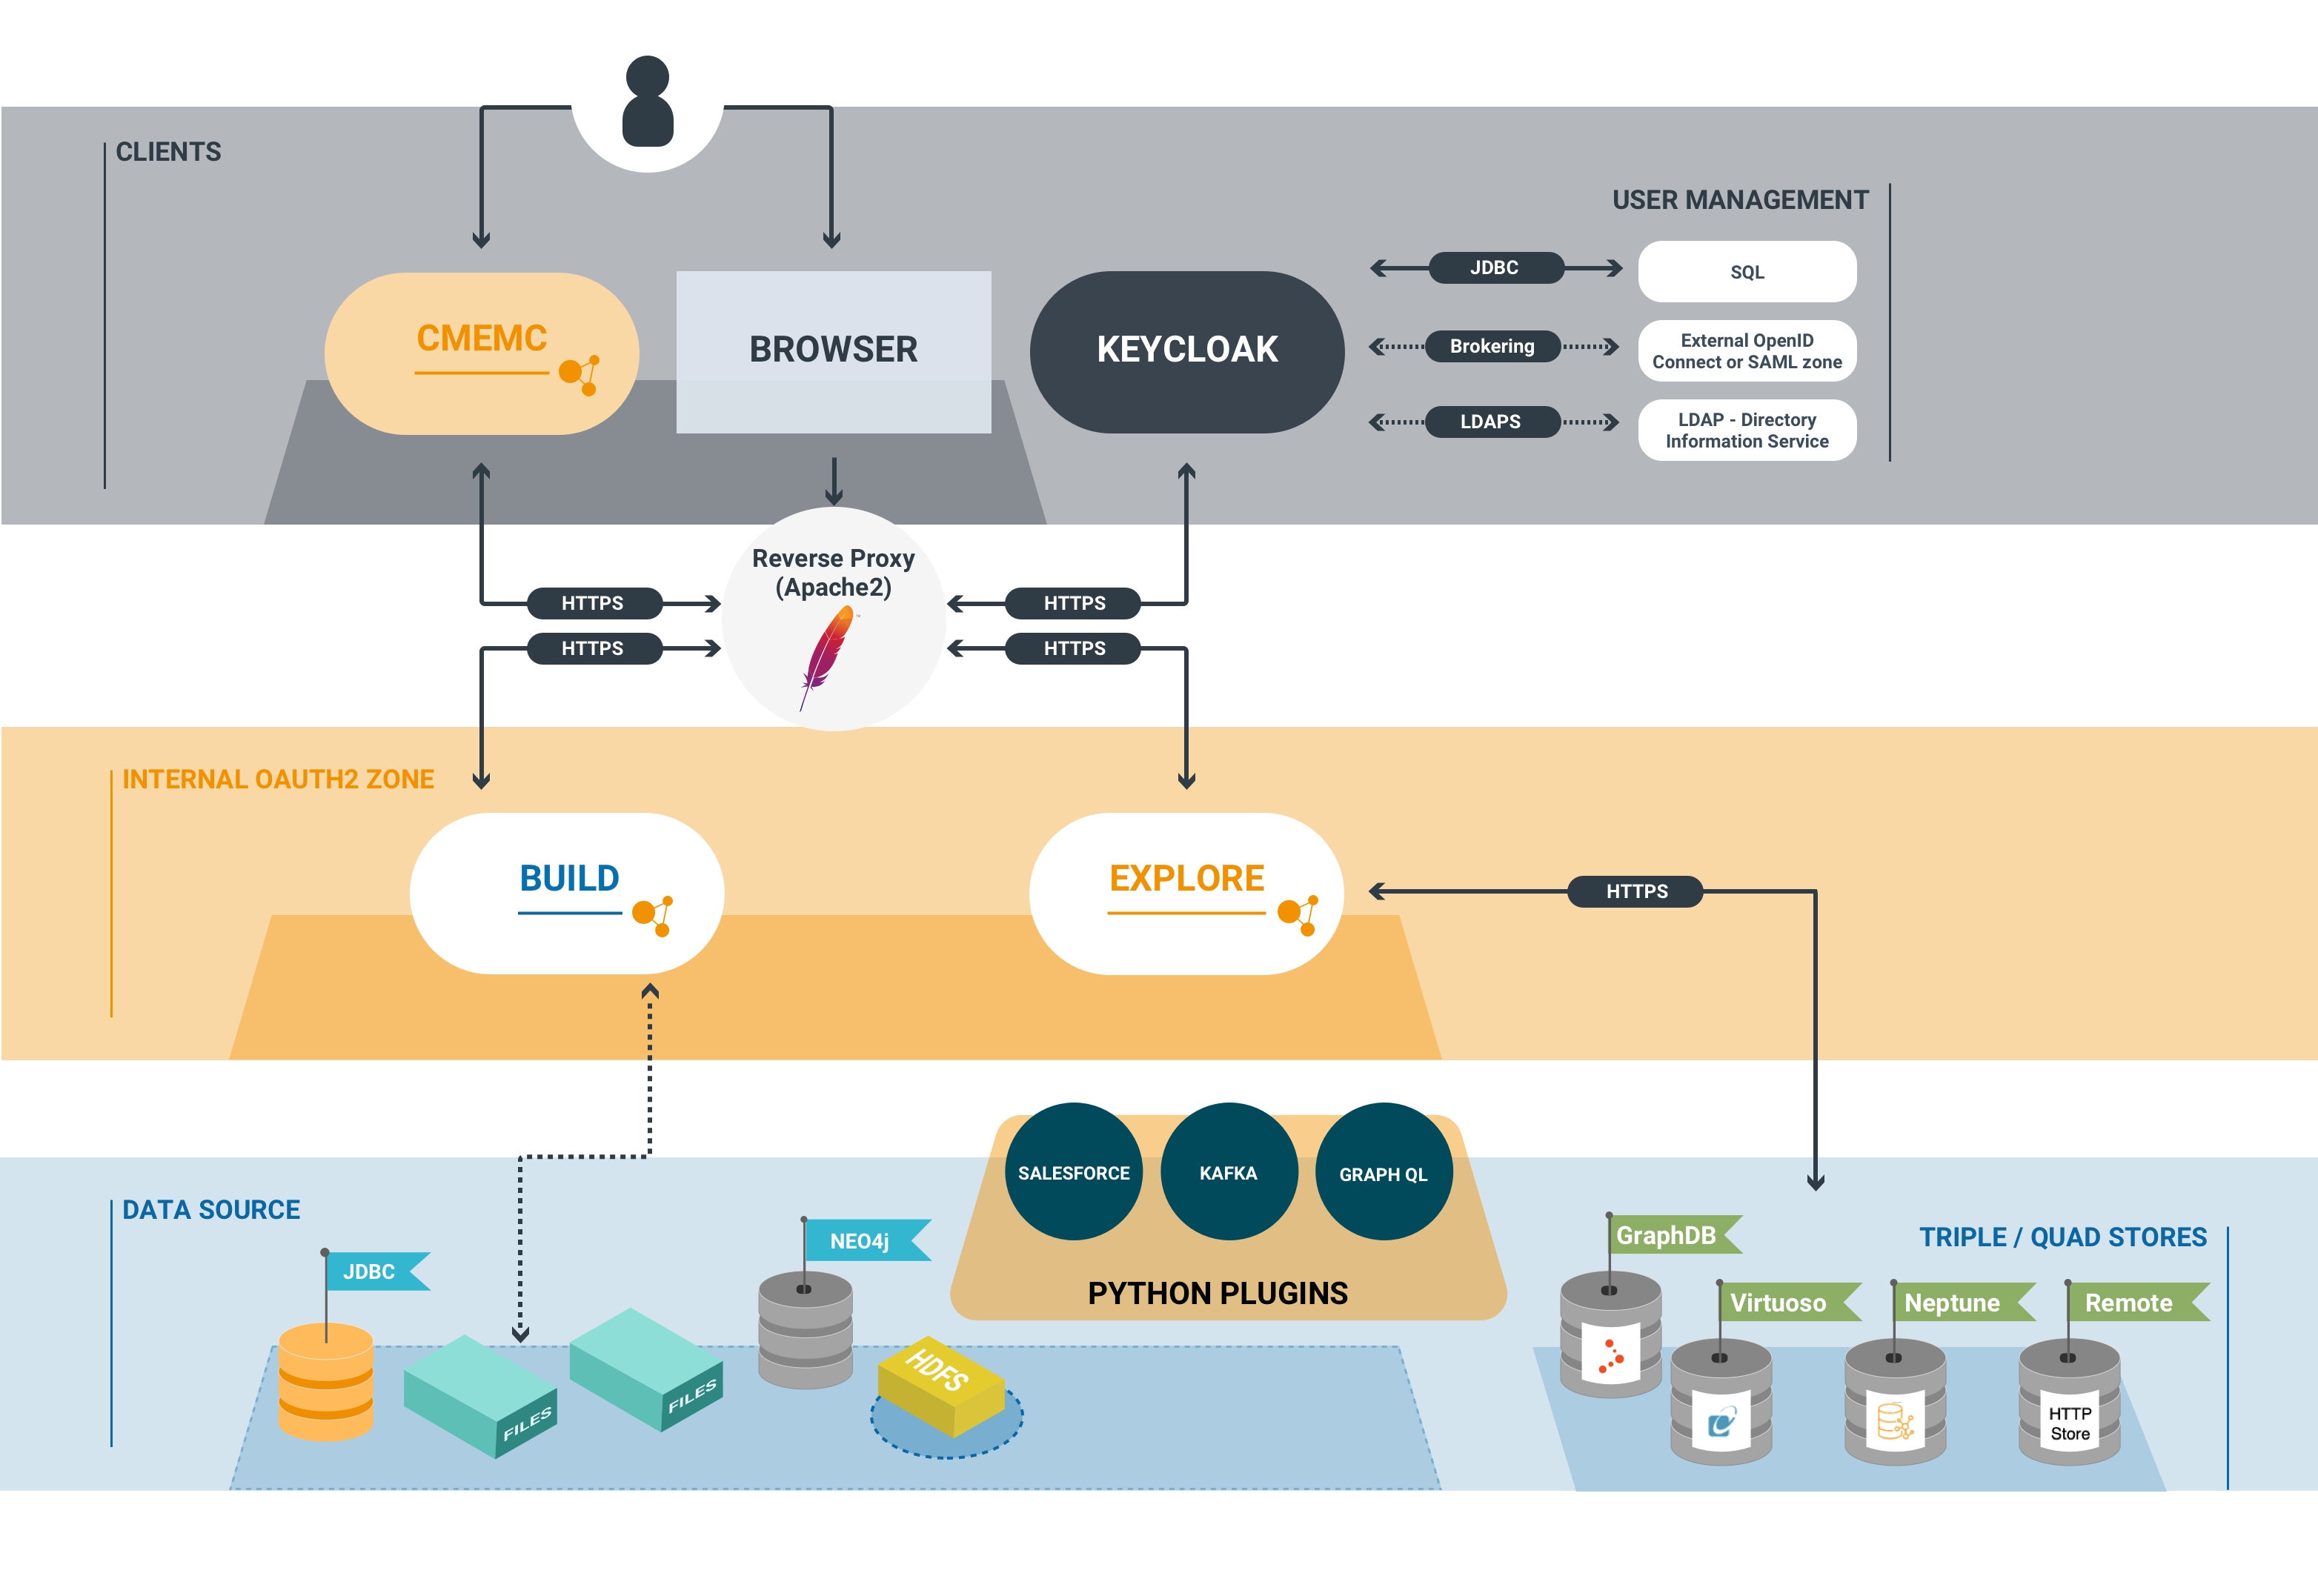 CLIENTS
USER MANAGEMENT
CMEMC
BROWSER
KEYCLOAK
JDBC
SQL
Brokering
External OpenID
Connect or SAML zone
LDAPS
LDAP - Directory
Information Service
Reverse Proxy
(Apache2)
HTTPS
HTTPS
HTTPS
HTTPS
INTERNAL OAUTH2 ZONE
BUILD
EXPLORE
HTTPS
SALESFORCE
KAFKA
GRAPH QL
PYTHON PLUGINS
DATA SOURCE
JDBC
NEO4j
FILES
FILES
HDFS
TRIPLE / QUAD STORES
GraphDB
Virtuoso
Neptune
Remote
HTTP
Store